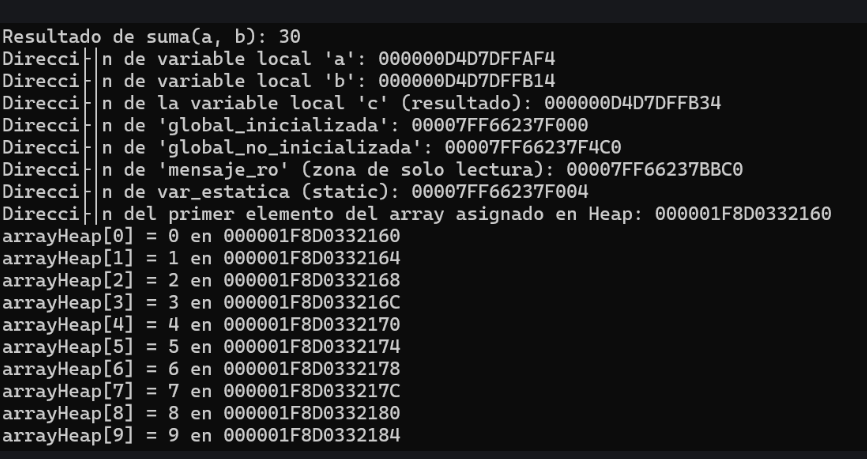 Resultado de suma(a, b): 30
Direcci├│n de variable local 'a': 000000D4D7DFFAF4
Direcci├│n de variable local 'b': 000000D4D7DFFB14
Direcci├│n de la variable local 'c' (resultado): 000000D4D7DFFB34
Direcci├│n de 'global_inicializada': 00007FF66237F000
Direcci├│n de 'global_no_inicializada': 00007FF66237F4C0
Direcci├│n de 'mensaje_ro' (zona de solo lectura): 00007FF66237BBC0
Direcci├│n de var_estatica (static): 00007FF66237F004
Direcci├│n del primer elemento del array asignado en Heap: 000001F8D0332160
arrayHeap[0] = 0 en 000001F8D0332160
arrayHeap[1] = 1 en 000001F8D0332164
arrayHeap[2] = 2 en 000001F8D0332168
arrayHeap[3] = 3 en 000001F8D033216C
arrayHeap[4] = 4 en 000001F8D0332170
arrayHeap[5] = 5 en 000001F8D0332174
arrayHeap[6] = 6 en 000001F8D0332178
arrayHeap[7] = 7 en 000001F8D033217C
arrayHeap[8] = 8 en 000001F8D0332180
arrayHeap[9] = 9 en 000001F8D0332184